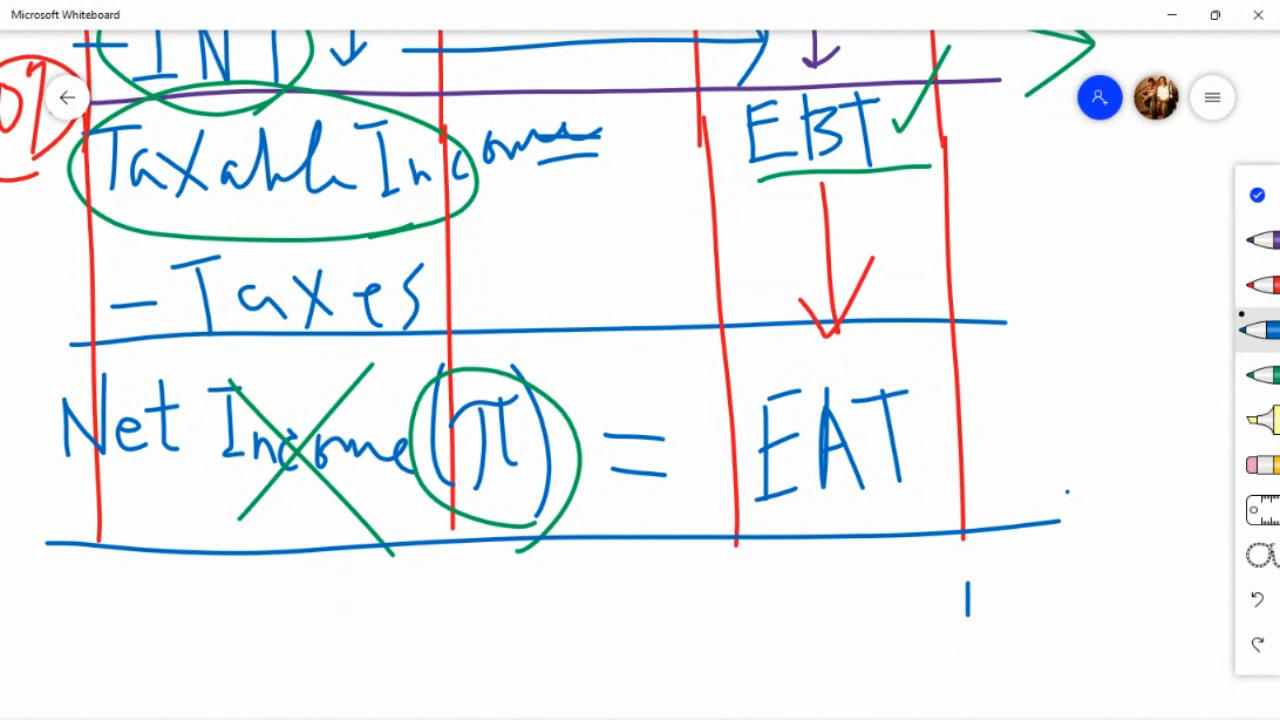 Microsoft Whiteboard
- INT ↓
Taxable Income EBT ✓
- Taxes
Net Income (π) = EAT